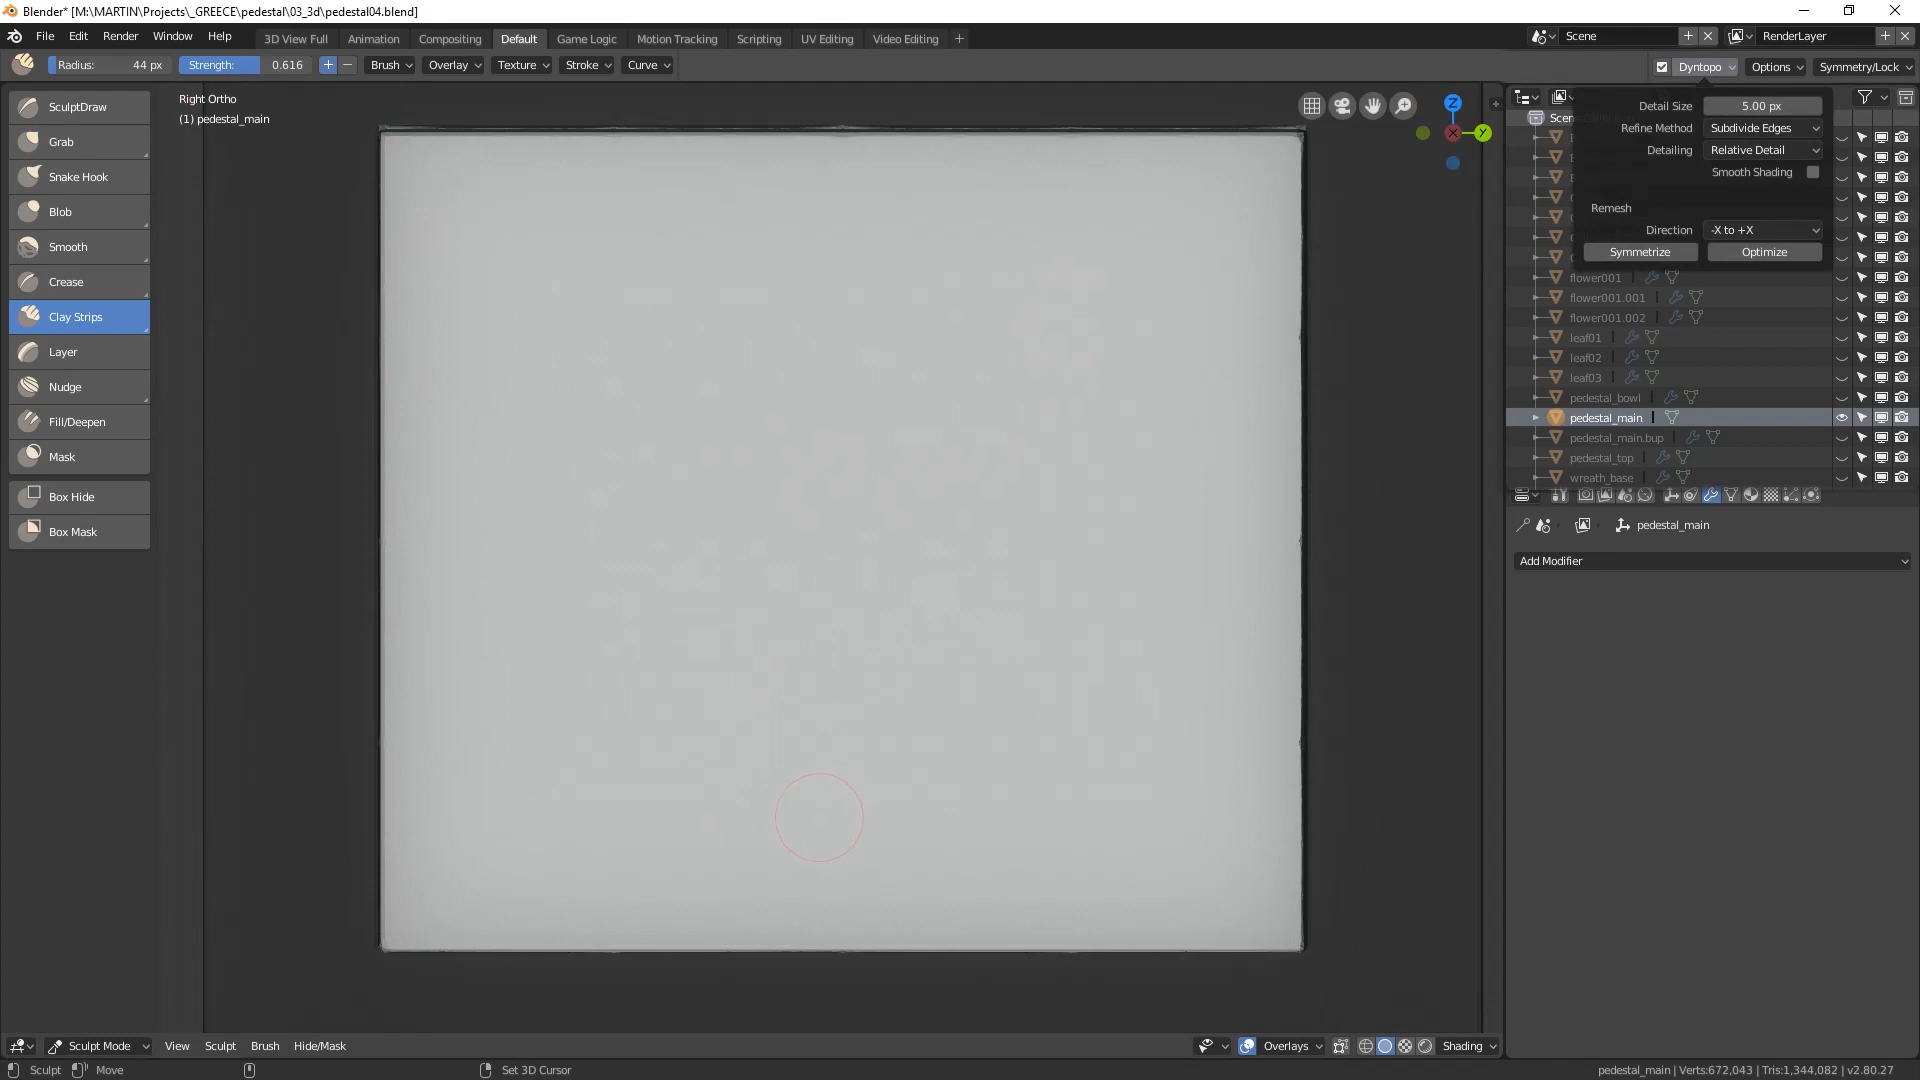 Blender* [M:\MARTIN\Projects\_GREECE\pedestal\03_3d\pedestal04.blend]
File Edit Render Window Help 3D View Full Animation Compositing Default Game Logic Motion Tracking Scripting UV Editing Video Editing Scene RenderLayer
Radius: 44 px Strength: 0.616 Brush Overlay Texture Stroke Curve Dyntopo Options Symmetry/Lock
SculptDraw
Grab
Snake Hook
Blob
Smooth
Crease
Clay Strips
Layer
Nudge
Fill/Deepen
Mask
Box Hide
Box Mask
Right Ortho
(1) pedestal_main
Z
X
Y
Detail Size 5.00 px
Refine Method Subdivide Edges
Detailing Relative Detail
Smooth Shading
Remesh
Direction -X to +X
Symmetrize Optimize
flower001
flower001.001
flower001.002
leaf01
leaf02
leaf03
pedestal_bowl
pedestal_main
pedestal_main.bup
pedestal_top
wreath_base
pedestal_main
Add Modifier
Sculpt Mode View Sculpt Brush Hide/Mask Overlays Shading
Sculpt Move Set 3D Cursor pedestal_main | Verts:672,043 | Tris:1,344,082 | v2.80.27